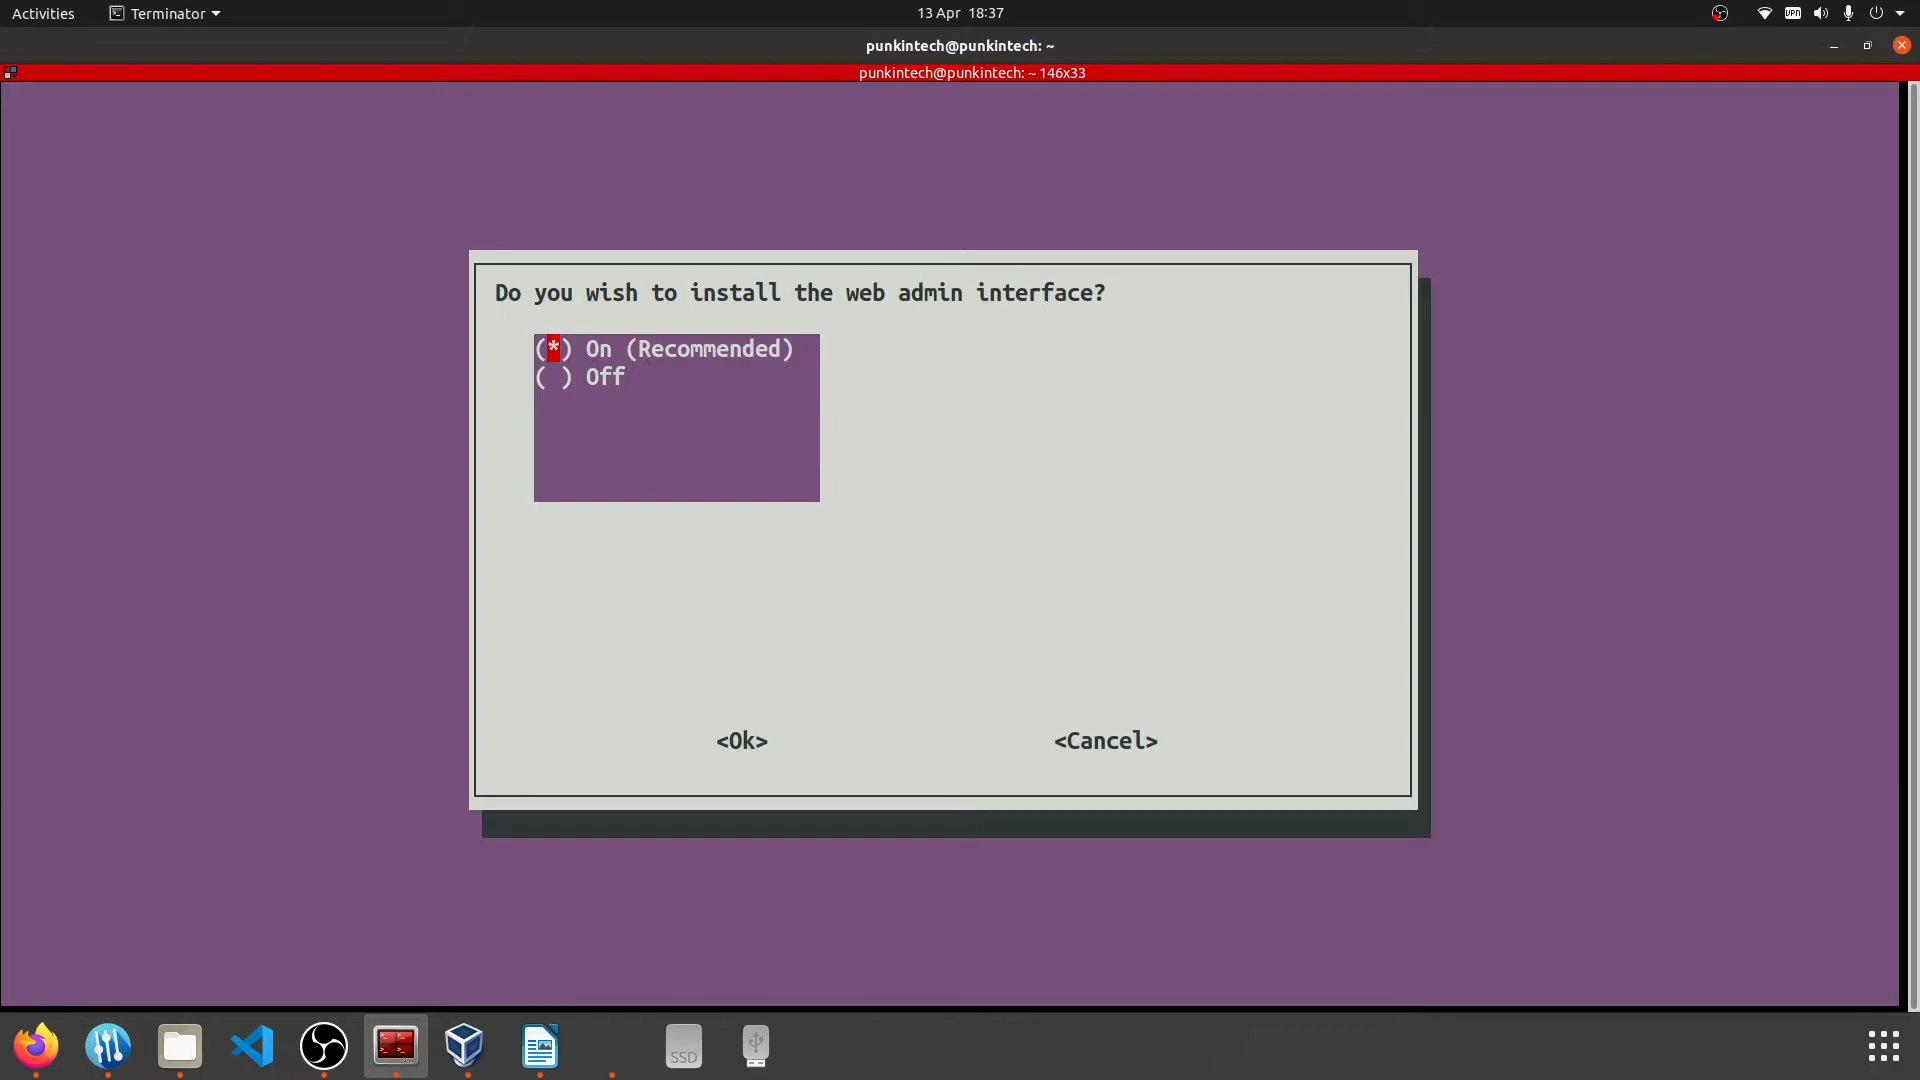 Activities Terminator 13 Apr 18:37 VPN
punkintech@punkintech: ~
punkintech@punkintech: ~ 146x33
Do you wish to install the web admin interface?
(*) On (Recommended)
( ) Off
<Ok> <Cancel>
SSD